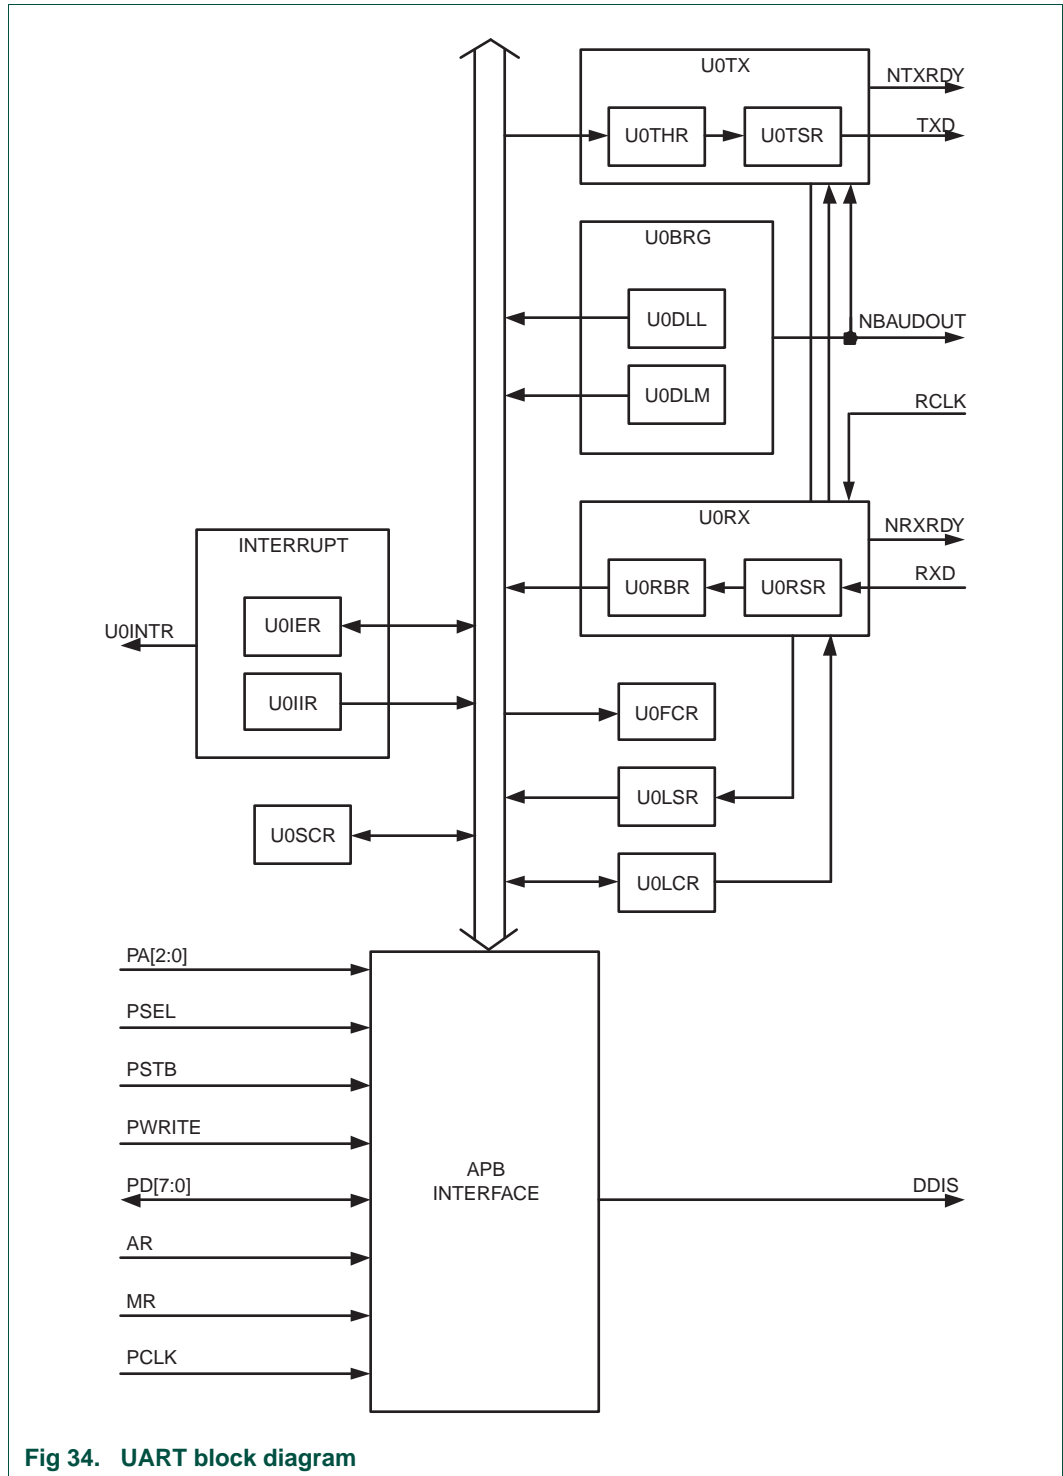 U0TX
NTXRDY
U0THR
U0TSR
TXD
U0BRG
U0DLL
NBAUDOUT
U0DLM
RCLK
U0RX
NRXRDY
INTERRUPT
U0RBR
U0RSR
RXD
U0INTR
U0IER
U0IIR
U0FCR
U0LSR
U0SCR
U0LCR
PA[2:0]
PSEL
PSTB
PWRITE
APB
INTERFACE
PD[7:0]
DDIS
AR
MR
PCLK
Fig 34. UART block diagram